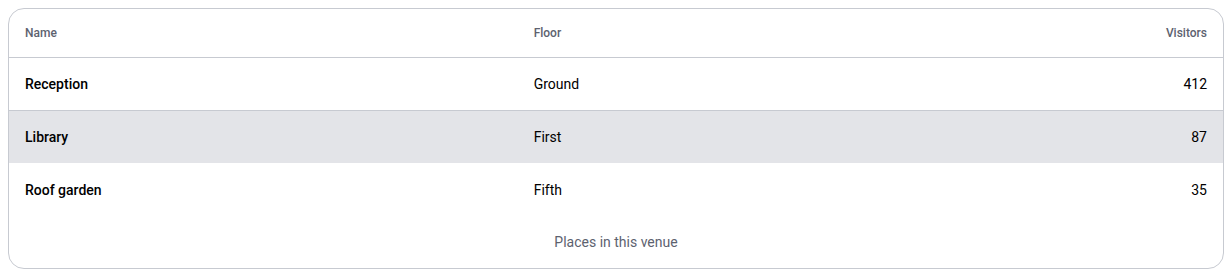 Name Floor Visitors
Reception Ground 412
Library First 87
Roof garden Fifth 35
Places in this venue